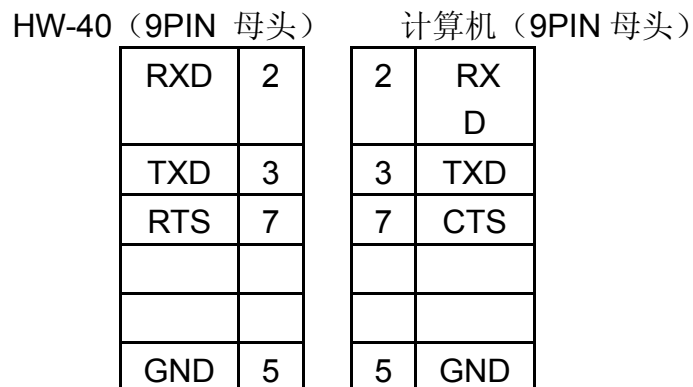 HW-40（9PIN 母头） 计算机（9PIN 母头）
RXD 2 2 RX
D
TXD 3 3 TXD
RTS 7 7 CTS
GND 5 5 GND